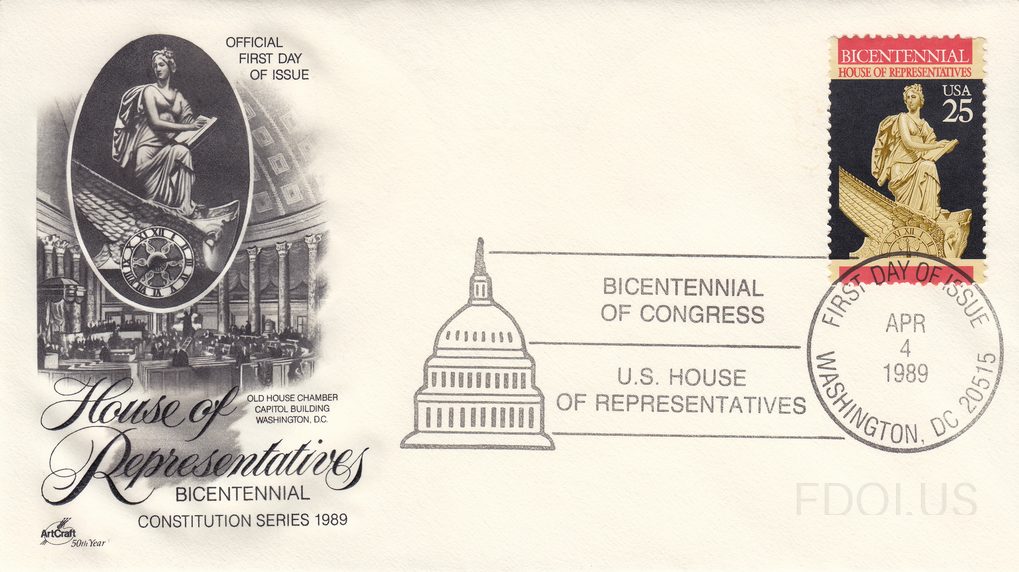 OFFICIAL
FIRST DAY
OF ISSUE
OLD HOUSE CHAMBER
CAPITOL BUILDING
WASHINGTON, D.C.
House of
Representatives
BICENTENNIAL
CONSTITUTION SERIES 1989
ArtCraft
50th Year
BICENTENNIAL
OF CONGRESS
U.S. HOUSE
OF REPRESENTATIVES
BICENTENNIAL
HOUSE OF REPRESENTATIVES
USA
25
FIRST DAY OF ISSUE
APR
4
1989
WASHINGTON, DC 20515
FDOI.US